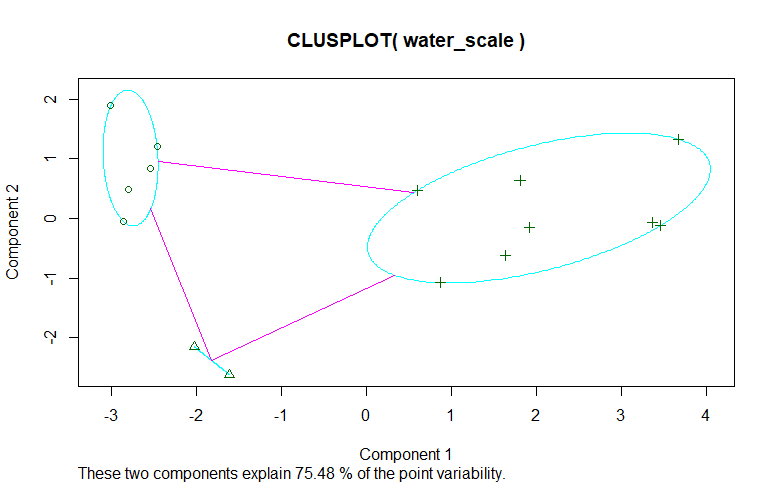 CLUSPLOT( water_scale )
Component 2
2
1
0
-1
-2
-3 -2 -1 0 1 2 3 4
Component 1
These two components explain 75.48 % of the point variability.